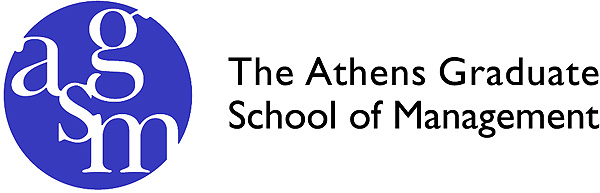 agsm
The Athens Graduate
School of Management